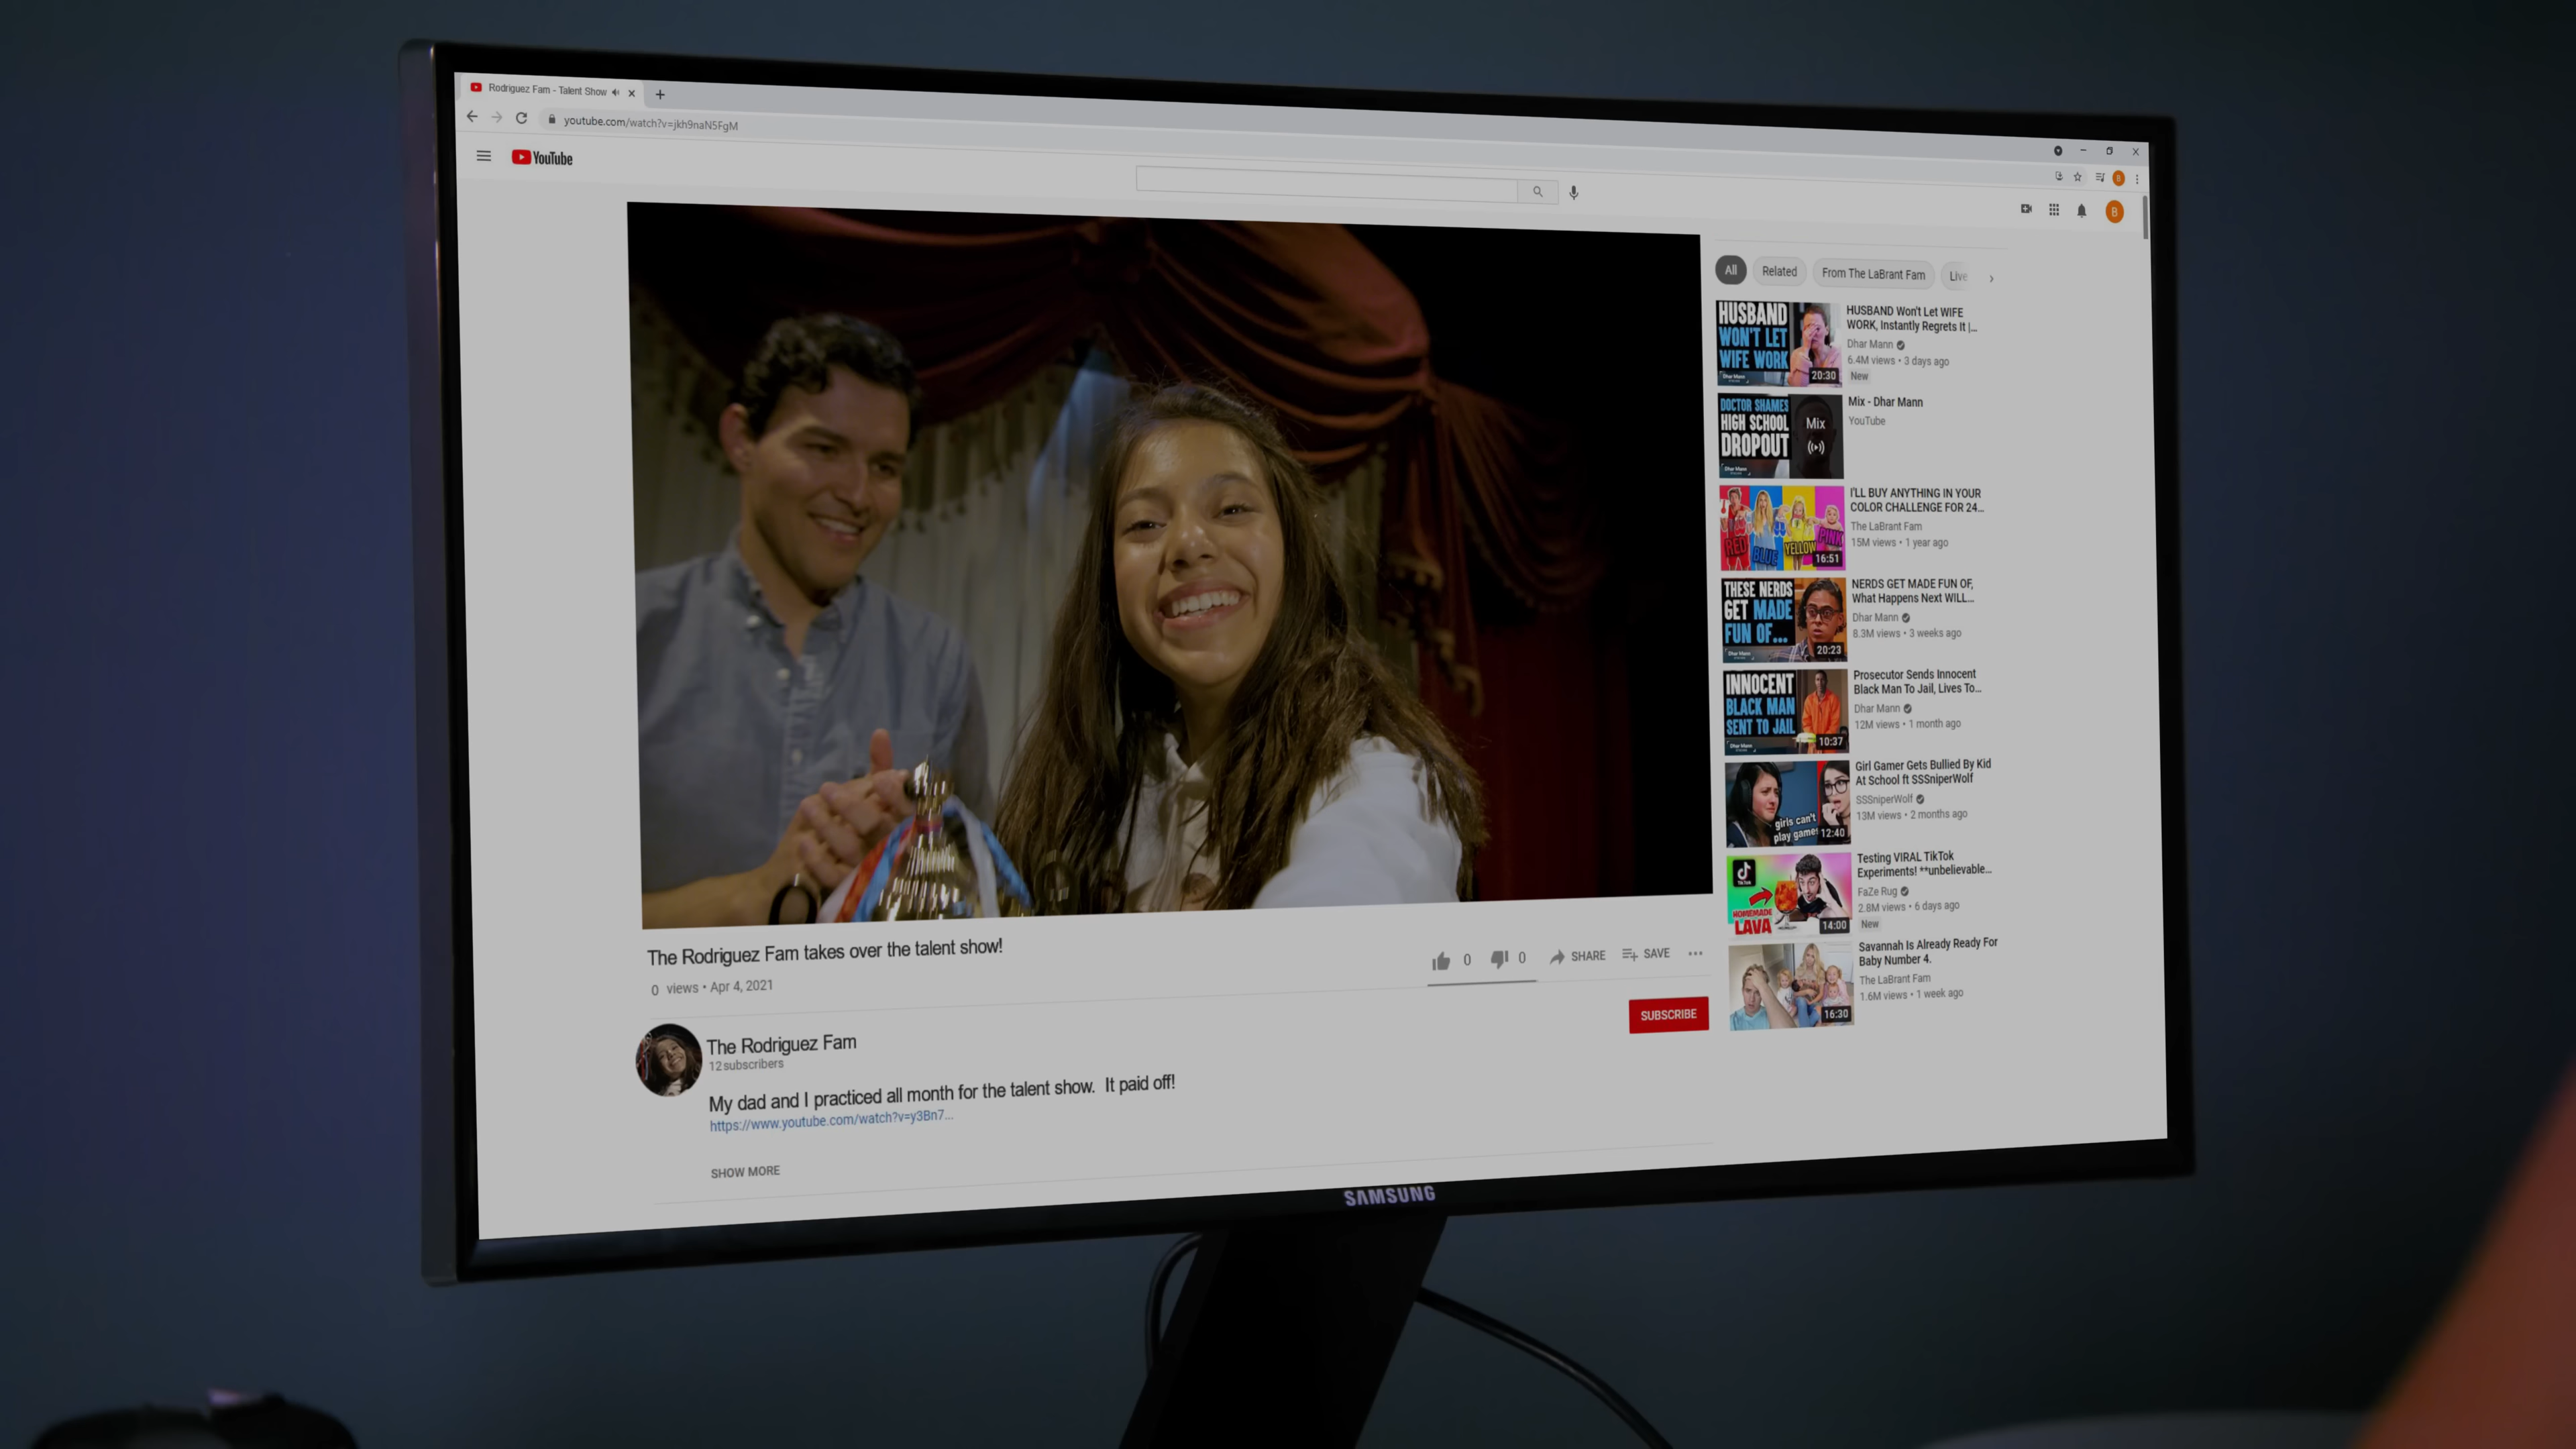 Rodriguez Fam - Talent Show
youtube.com/watch?v=jkh9naN5FgM
YouTube
B
B
All
Related
From The LaBrant Fam
Live
HUSBAND
WON'T LET
WIFE WORK
Dhar Mann
20:30
HUSBAND Won't Let WIFE
WORK, Instantly Regrets It |...
Dhar Mann
6.4M views • 3 days ago
New
DOCTOR SHAMES
HIGH SCHOOL
DROPOUT
Dhar Mann
Mix
Mix - Dhar Mann
YouTube
RED
BLUE
YELLOW
PINK
16:51
I'LL BUY ANYTHING IN YOUR
COLOR CHALLENGE FOR 24...
The LaBrant Fam
15M views • 1 year ago
THESE NERDS
GET MADE
FUN OF...
Dhar Mann
20:23
NERDS GET MADE FUN OF,
What Happens Next WILL...
Dhar Mann
8.3M views • 3 weeks ago
INNOCENT
BLACK MAN
SENT TO JAIL
Dhar Mann
10:37
Prosecutor Sends Innocent
Black Man To Jail, Lives To...
Dhar Mann
12M views • 1 month ago
girls can't
play games
12:40
Girl Gamer Gets Bullied By Kid
At School ft SSSniperWolf
SSSniperWolf
13M views • 2 months ago
HOMEMADE
LAVA
14:00
Testing VIRAL TikTok
Experiments! **unbelievable...
FaZe Rug
2.8M views • 6 days ago
New
16:30
Savannah Is Already Ready For
Baby Number 4.
The LaBrant Fam
1.6M views • 1 week ago
The Rodriguez Fam takes over the talent show!
0 views • Apr 4, 2021
0
0
SHARE
SAVE
SUBSCRIBE
The Rodriguez Fam
12 subscribers
My dad and I practiced all month for the talent show. It paid off!
https://www.youtube.com/watch?v=y3Bn7...
SHOW MORE
SAMSUNG